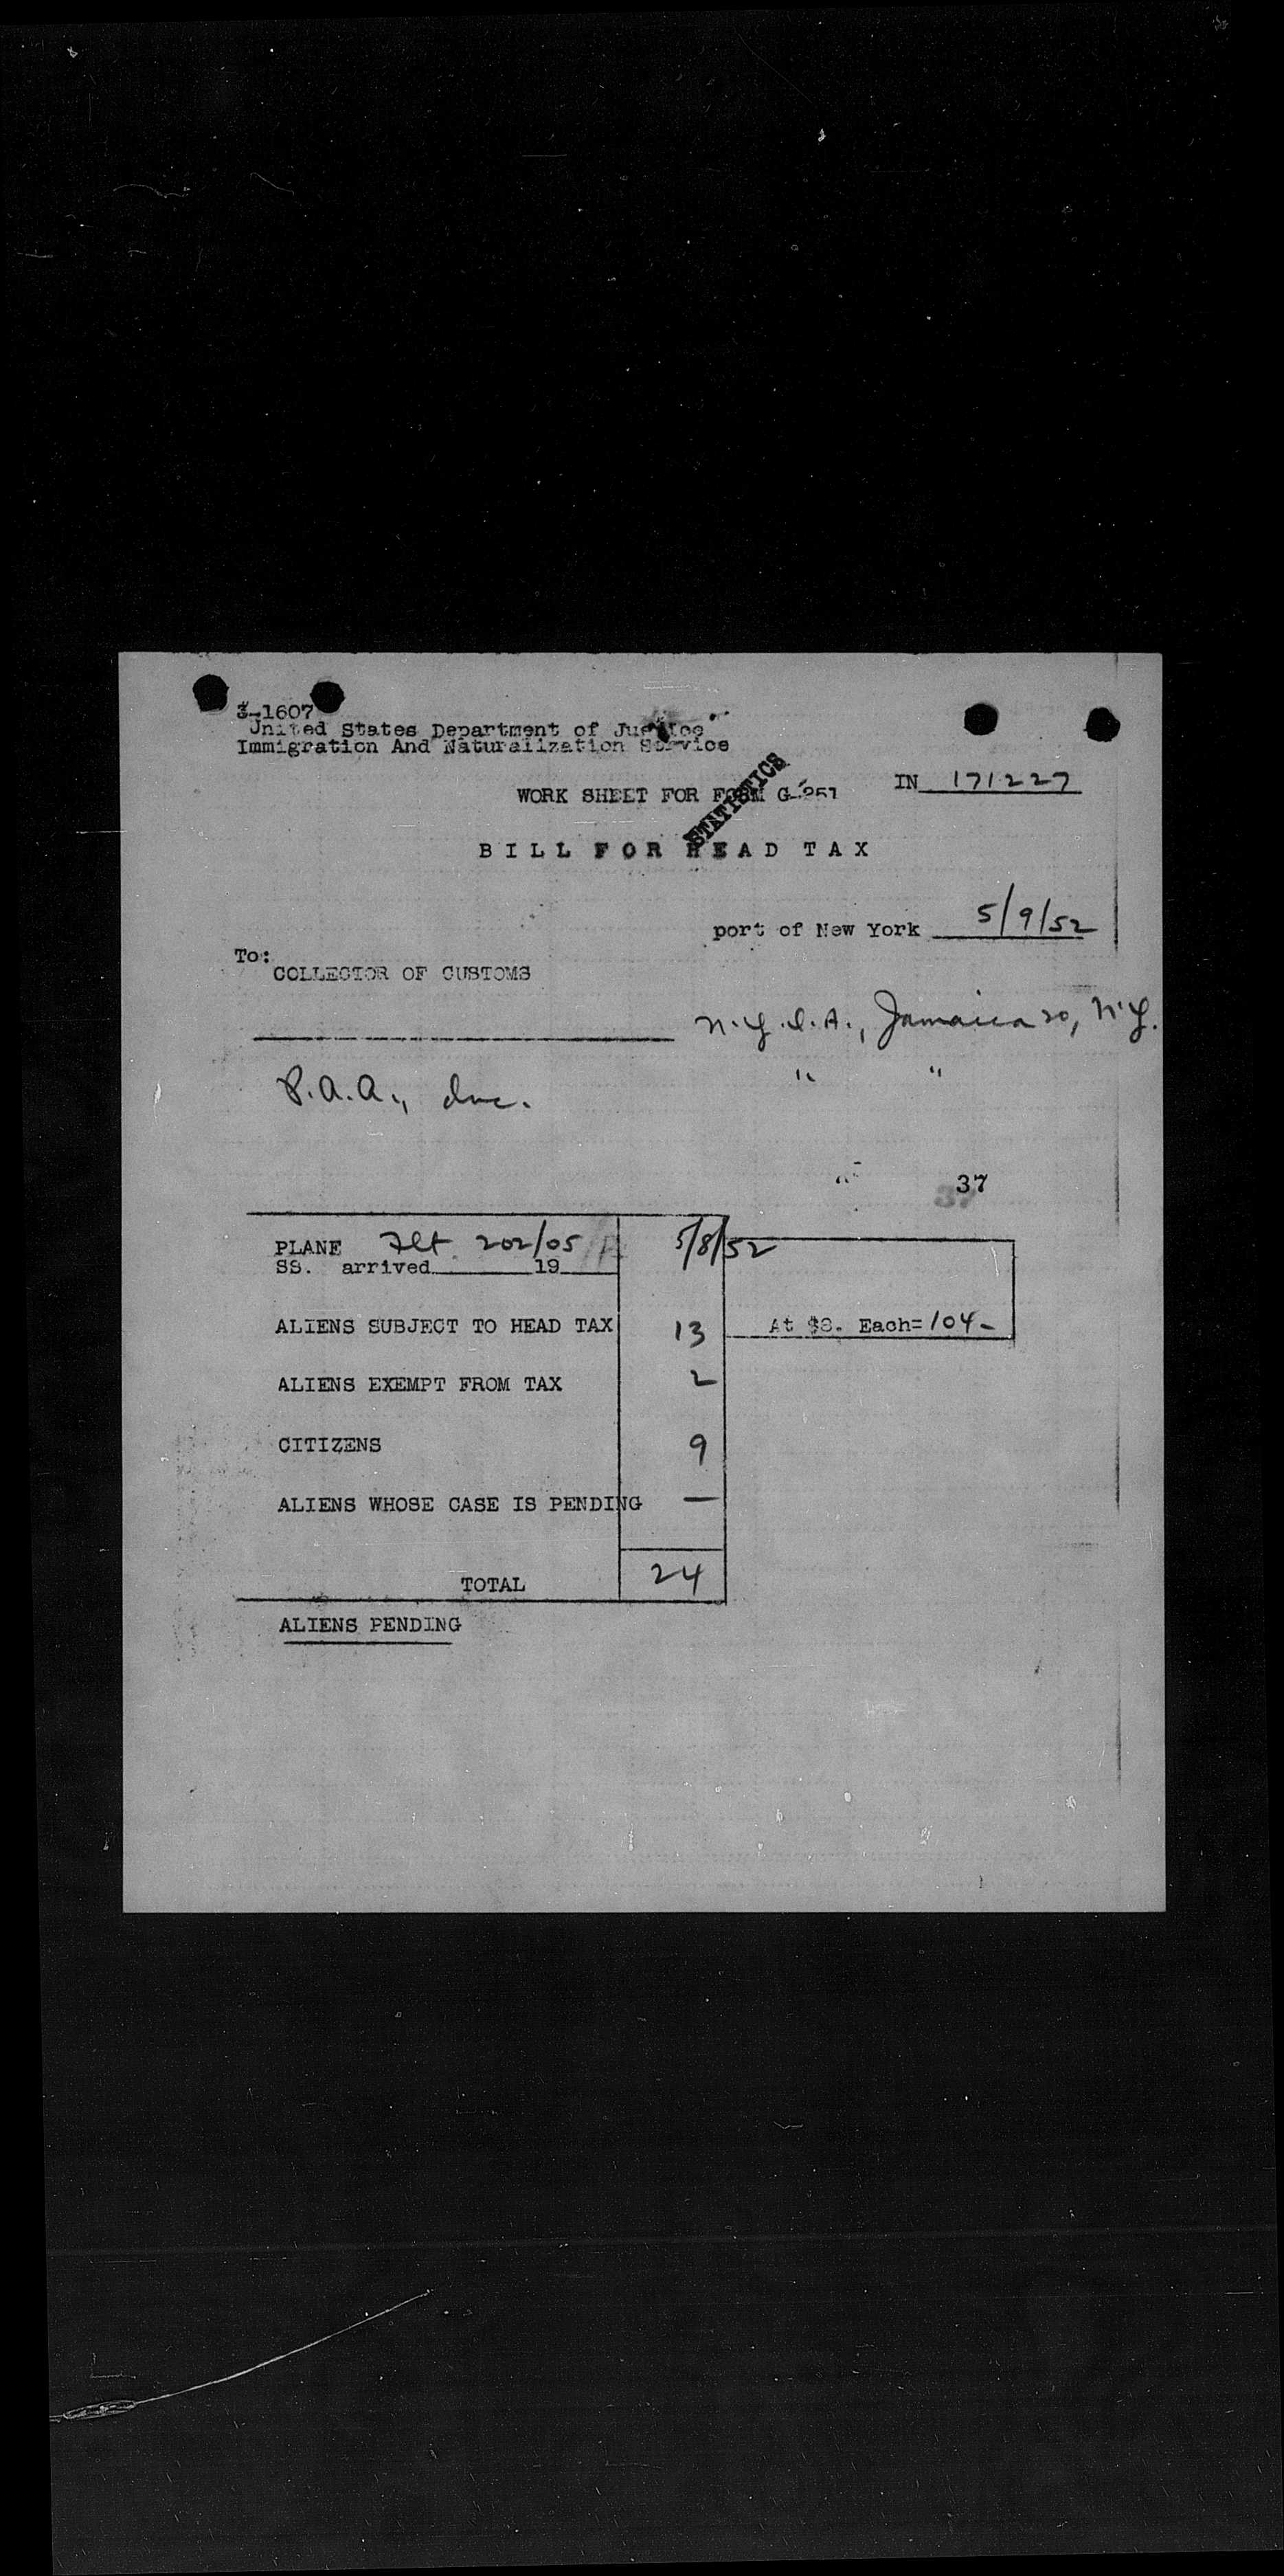 3-1607
United States Department of Justice
Immigration And Naturalization Service
STATISTICS
WORK SHEET FOR FORM G-251
IN 171227
BILL FOR HEAD TAX
port of New York 5/9/52
To:
COLLECTOR OF CUSTOMS
N.Y.I.A., Jamaica 20, N.Y.
P.A.A., Inc. " "
" 37
PLANE Flt 202/05 5/8/52
SS. arrived 19
ALIENS SUBJECT TO HEAD TAX 13 At $8. Each= 104-
ALIENS EXEMPT FROM TAX 2
CITIZENS 9
ALIENS WHOSE CASE IS PENDING —
TOTAL 24
ALIENS PENDING